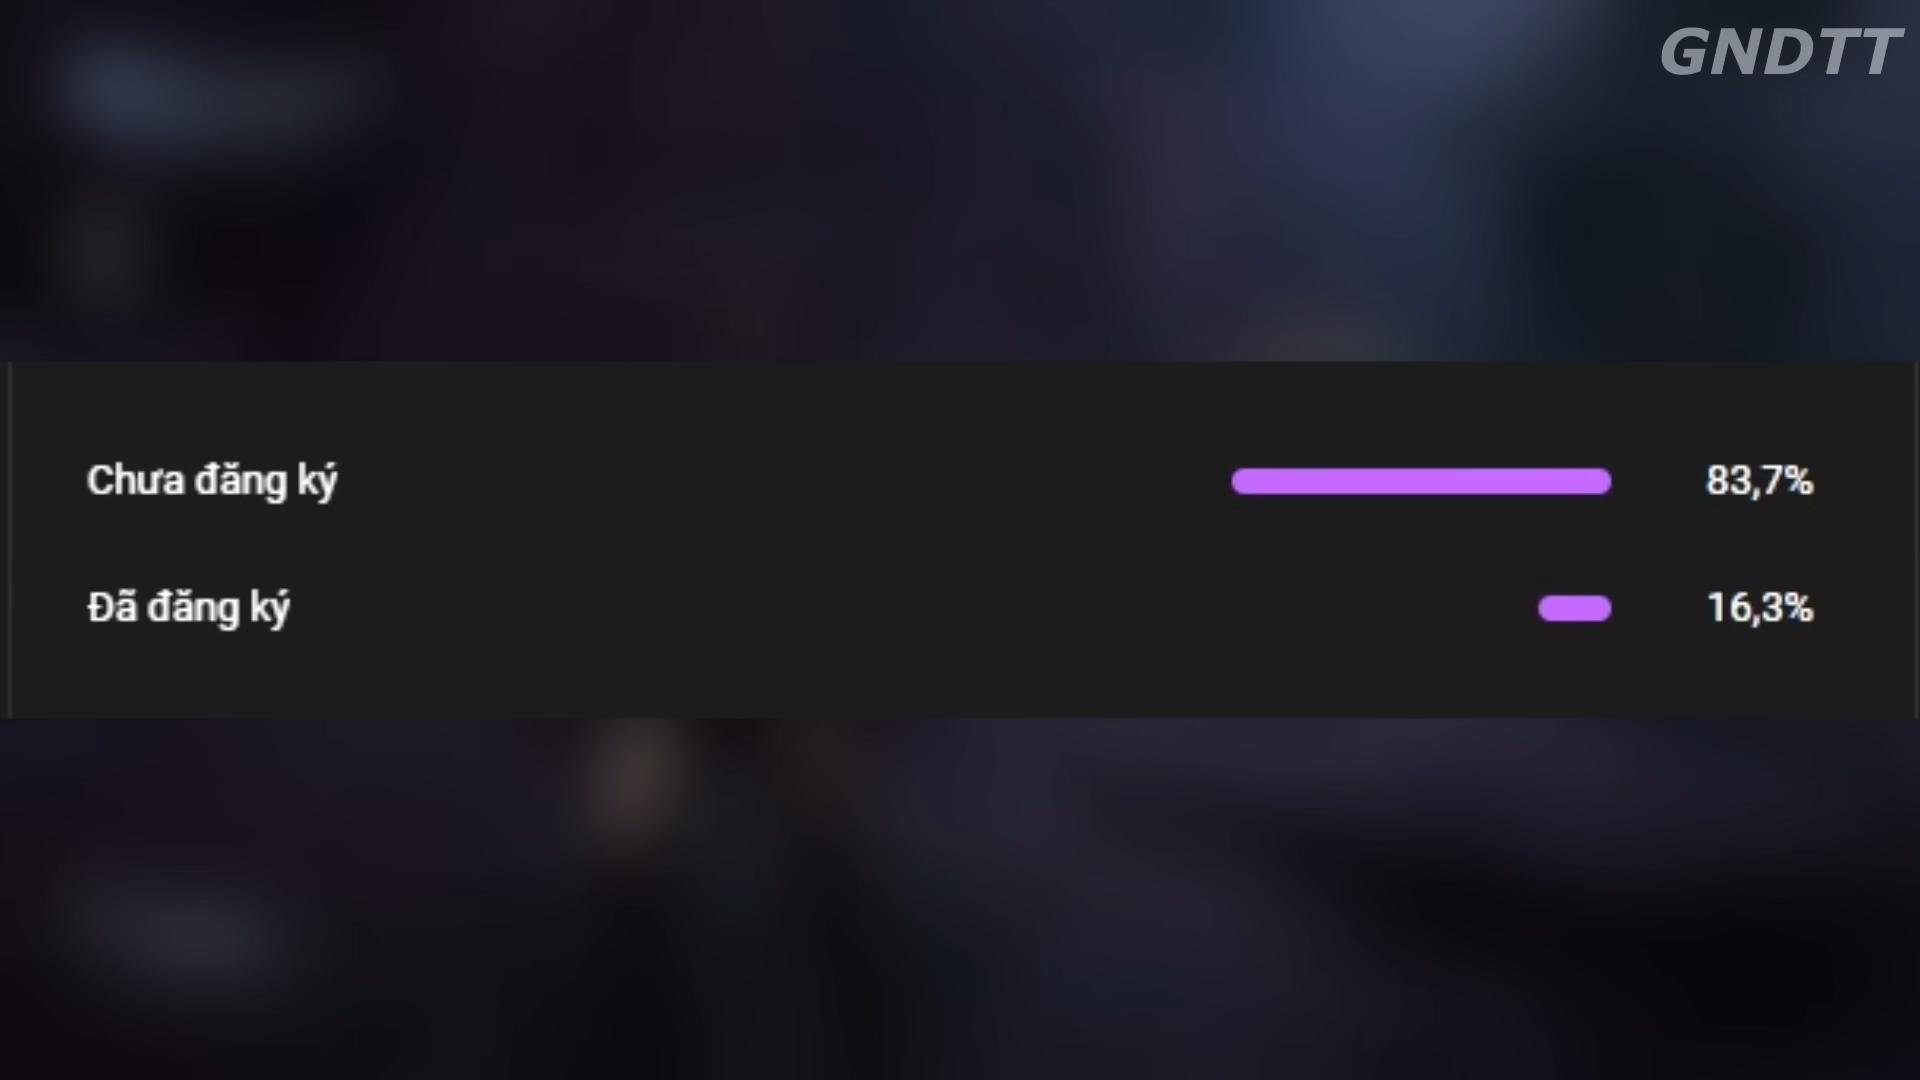 GNDTT
Chưa đăng ký 83,7%
Đã đăng ký 16,3%